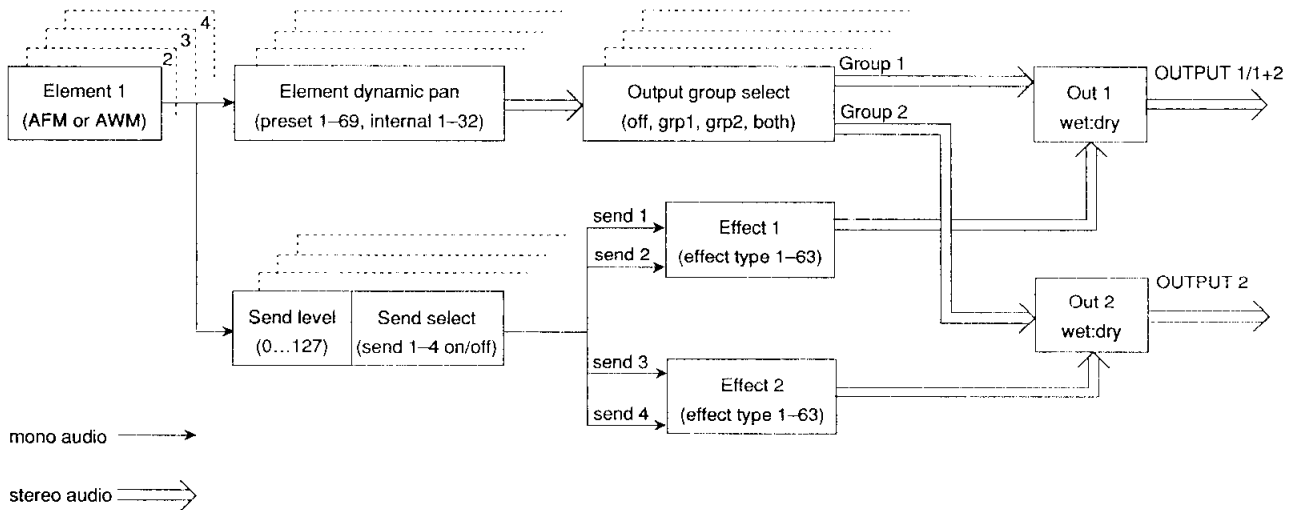 4
3
2
Element 1
(AFM or AWM)
Element dynamic pan
(preset 1–69, internal 1–32)
Output group select
(off, grp1, grp2, both)
Group 1
Group 2
Out 1
wet:dry
OUTPUT 1/1+2
send 1
send 2
Effect 1
(effect type 1–63)
Send level
(0...127)
Send select
(send 1–4 on/off)
Out 2
wet:dry
OUTPUT 2
send 3
send 4
Effect 2
(effect type 1–63)
mono audio
stereo audio